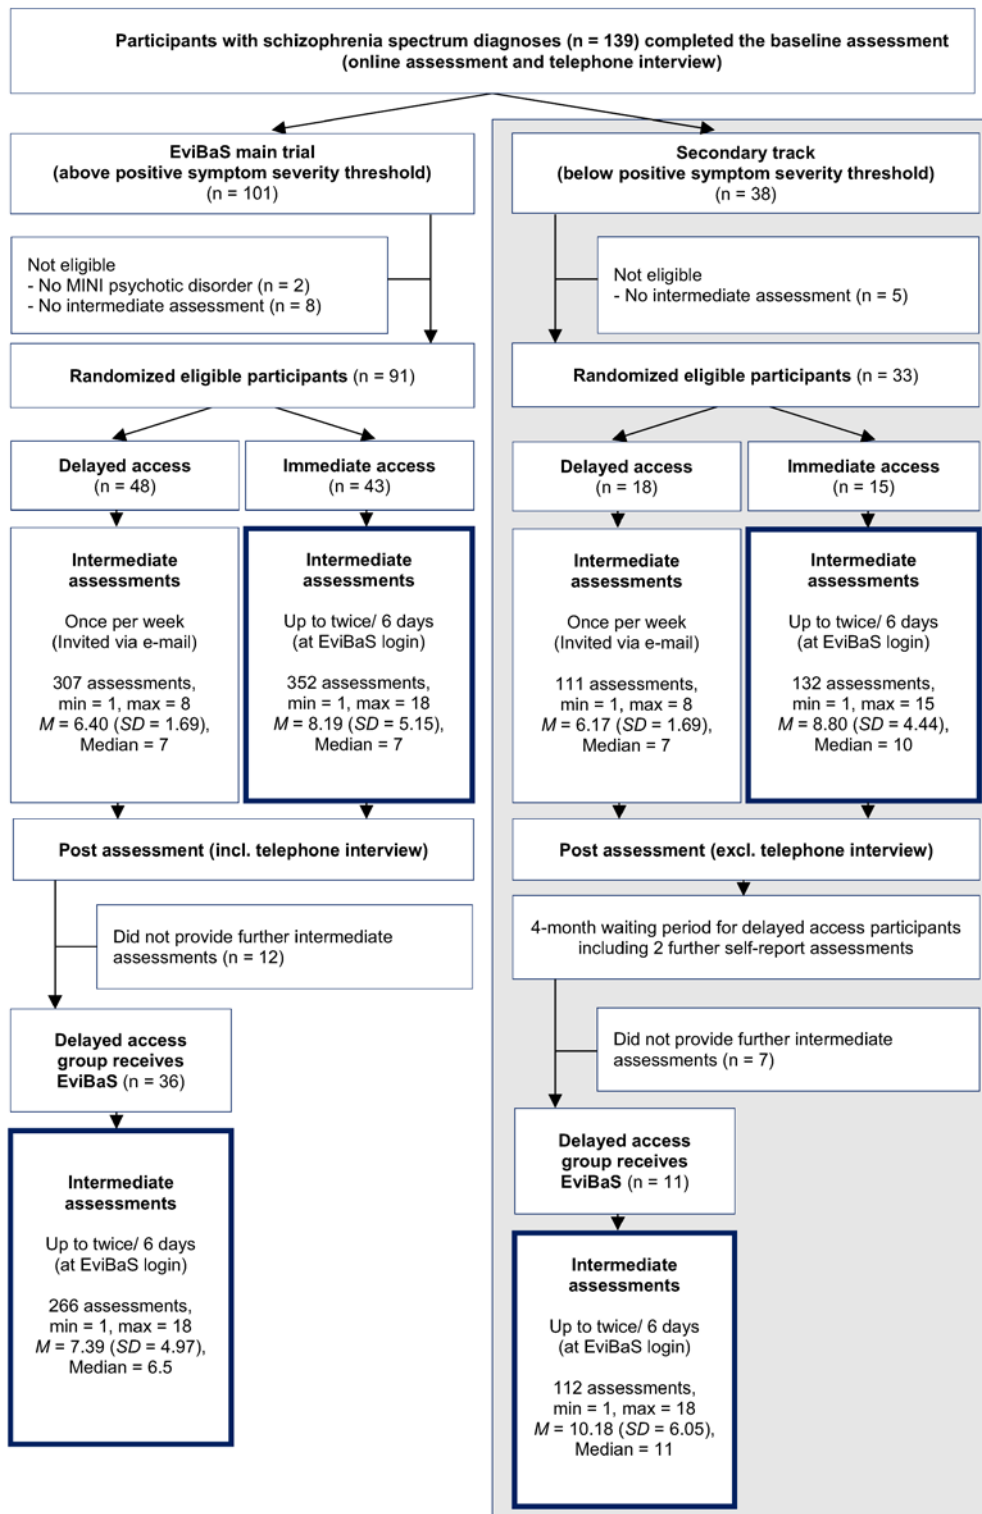 Participants with schizophrenia spectrum diagnoses (n = 139) completed the baseline assessment
(online assessment and telephone interview)
EviBaS main trial
(above positive symptom severity threshold)
(n = 101)
Not eligible
- No MINI psychotic disorder (n = 2)
- No intermediate assessment (n = 8)
Randomized eligible participants (n = 91)
Delayed access
(n = 48)
Immediate access
(n = 43)
Intermediate
assessments
Once per week
(Invited via e-mail)
307 assessments,
min = 1, max = 8
M = 6.40 (SD = 1.69),
Median = 7
Intermediate
assessments
Up to twice/ 6 days
(at EviBaS login)
352 assessments,
min = 1, max = 18
M = 8.19 (SD = 5.15),
Median = 7
Post assessment (incl. telephone interview)
Did not provide further intermediate
assessments (n = 12)
Delayed access
group receives
EviBaS (n = 36)
Intermediate
assessments
Up to twice/ 6 days
(at EviBaS login)
266 assessments,
min = 1, max = 18
M = 7.39 (SD = 4.97),
Median = 6.5
Secondary track
(below positive symptom severity threshold)
(n = 38)
Not eligible
- No intermediate assessment (n = 5)
Randomized eligible participants (n = 33)
Delayed access
(n = 18)
Immediate access
(n = 15)
Intermediate
assessments
Once per week
(Invited via e-mail)
111 assessments,
min = 1, max = 8
M = 6.17 (SD = 1.69),
Median = 7
Intermediate
assessments
Up to twice/ 6 days
(at EviBaS login)
132 assessments,
min = 1, max = 15
M = 8.80 (SD = 4.44),
Median = 10
Post assessment (excl. telephone interview)
4-month waiting period for delayed access participants
including 2 further self-report assessments
Did not provide further intermediate
assessments (n = 7)
Delayed access
group receives
EviBaS (n = 11)
Intermediate
assessments
Up to twice/ 6 days
(at EviBaS login)
112 assessments,
min = 1, max = 18
M = 10.18 (SD = 6.05),
Median = 11